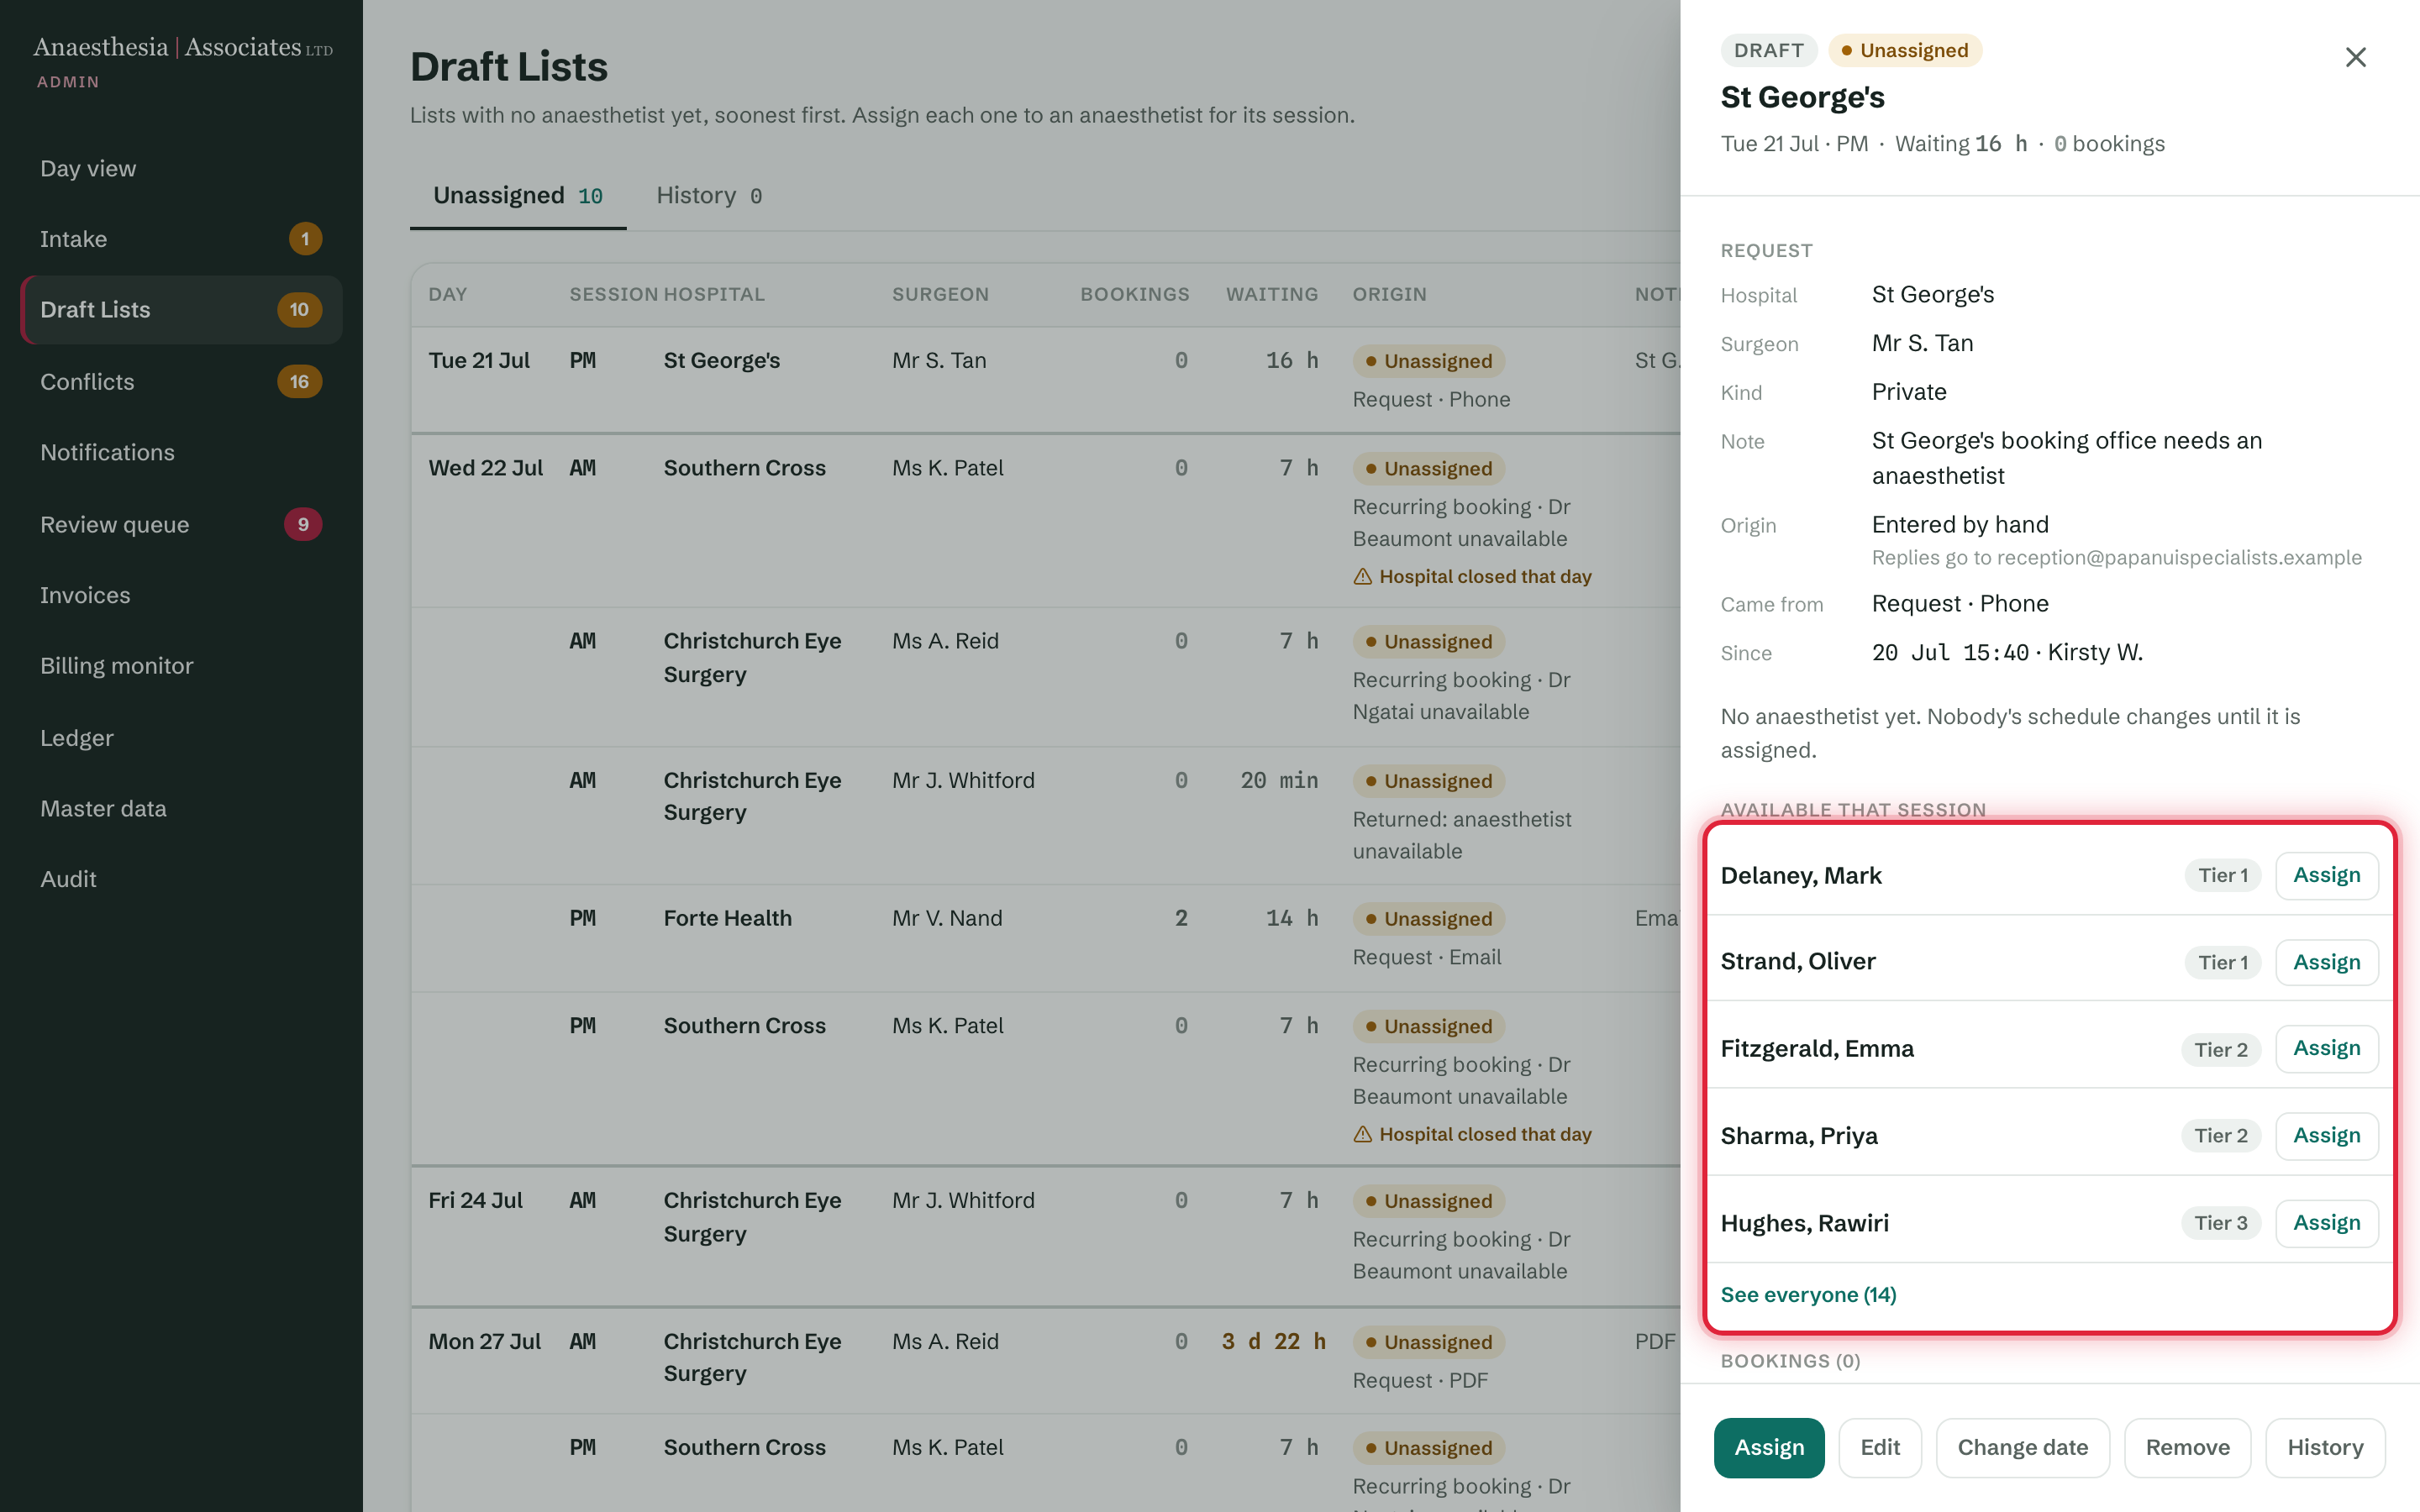 Anaesthesia | Associates LTD
ADMIN
Day view
Intake 1
Draft Lists 10
Conflicts 16
Notifications
Review queue 9
Invoices
Billing monitor
Ledger
Master data
Audit
Draft Lists
Lists with no anaesthetist yet, soonest first. Assign each one to an anaesthetist for its session.
Unassigned 10 History 0
DAY SESSION HOSPITAL SURGEON BOOKINGS WAITING ORIGIN
Tue 21 Jul PM St George's Mr S. Tan 0 16 h Unassigned St G
Request · Phone
Wed 22 Jul AM Southern Cross Ms K. Patel 0 7 h Unassigned
Recurring booking · Dr
Beaumont unavailable
Hospital closed that day
AM Christchurch Eye Ms A. Reid 0 7 h Unassigned
Surgery Recurring booking · Dr
Ngatai unavailable
AM Christchurch Eye Mr J. Whitford 0 20 min Unassigned
Surgery Returned: anaesthetist
unavailable
PM Forte Health Mr V. Nand 2 14 h Unassigned
Request · Email
PM Southern Cross Ms K. Patel 0 7 h Unassigned
Recurring booking · Dr
Beaumont unavailable
Hospital closed that day
Fri 24 Jul AM Christchurch Eye Mr J. Whitford 0 7 h Unassigned
Surgery Recurring booking · Dr
Beaumont unavailable
Mon 27 Jul AM Christchurch Eye Ms A. Reid 0 3 d 22 h Unassigned PDF
Surgery Request · PDF
PM Southern Cross Ms K. Patel 0 7 h Unassigned
Recurring booking · Dr
DRAFT Unassigned
St George's
Tue 21 Jul · PM · Waiting 16 h · 0 bookings
REQUEST
Hospital St George's
Surgeon Mr S. Tan
Kind Private
Note St George's booking office needs an
anaesthetist
Origin Entered by hand
Replies go to reception@papanuispecialists.example
Came from Request · Phone
Since 20 Jul 15:40 · Kirsty W.
No anaesthetist yet. Nobody's schedule changes until it is
assigned.
AVAILABLE THAT SESSION
Delaney, Mark Tier 1 Assign
Strand, Oliver Tier 1 Assign
Fitzgerald, Emma Tier 2 Assign
Sharma, Priya Tier 2 Assign
Hughes, Rawiri Tier 3 Assign
See everyone (14)
BOOKINGS (0)
Assign Edit Change date Remove History